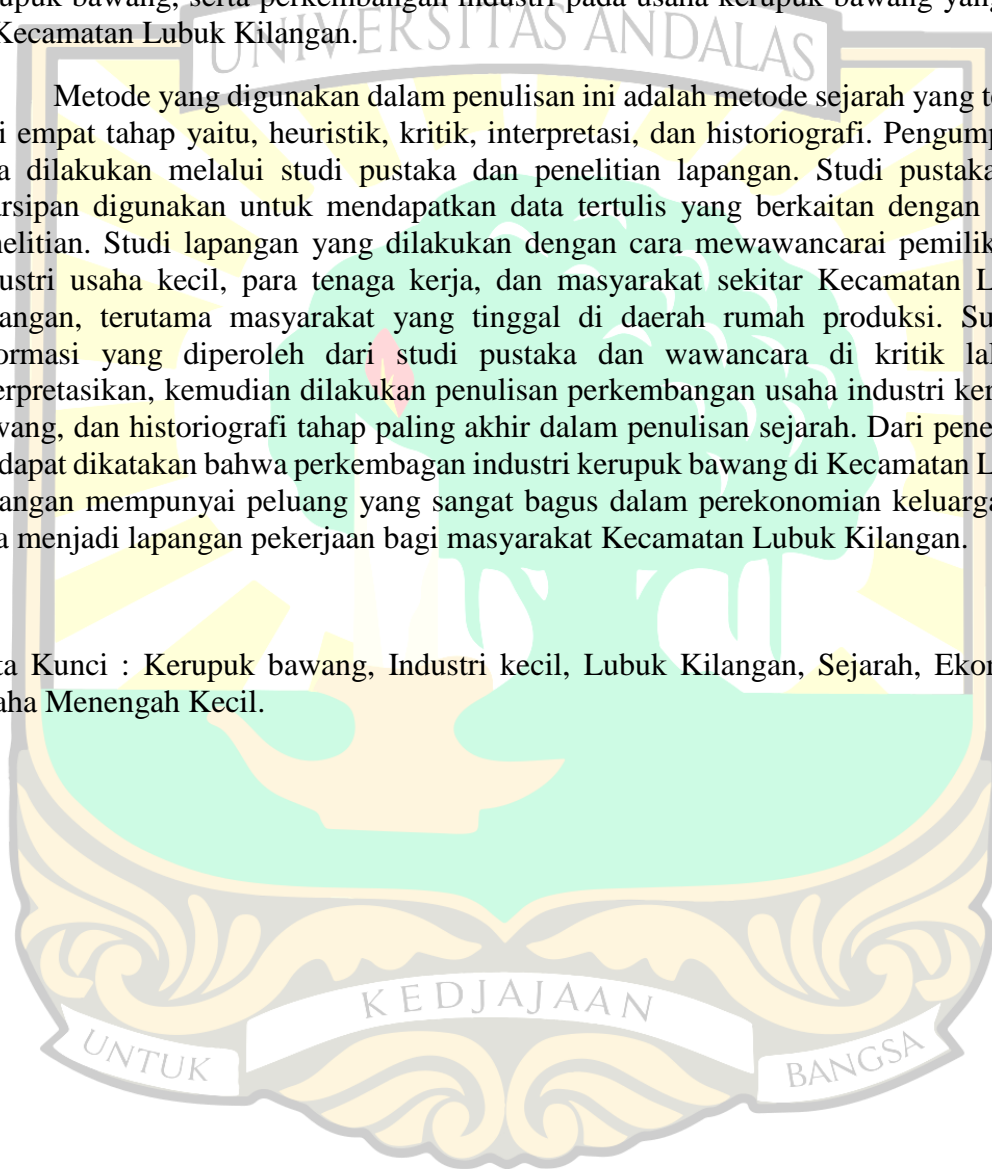 rupuk bawang, serta perkembangan industri pada usaha kerupuk bawang yang
Kecamatan Lubuk Kilangan.
UNIVERSITAS ANDALAS
Metode yang digunakan dalam penulisan ini adalah metode sejarah yang te
i empat tahap yaitu, heuristik, kritik, interpretasi, dan historiografi. Pengump
a dilakukan melalui studi pustaka dan penelitian lapangan. Studi pustaka
arsipan digunakan untuk mendapatkan data tertulis yang berkaitan dengan
nelitian. Studi lapangan yang dilakukan dengan cara mewawancarai pemilik
ustri usaha kecil, para tenaga kerja, dan masyarakat sekitar Kecamatan L
angan, terutama masyarakat yang tinggal di daerah rumah produksi. Su
ormasi yang diperoleh dari studi pustaka dan wawancara di kritik lal
erpretasikan, kemudian dilakukan penulisan perkembangan usaha industri ker
wang, dan historiografi tahap paling akhir dalam penulisan sejarah. Dari pene
dapat dikatakan bahwa perkembagan industri kerupuk bawang di Kecamatan L
angan mempunyai peluang yang sangat bagus dalam perekonomian keluarga
a menjadi lapangan pekerjaan bagi masyarakat Kecamatan Lubuk Kilangan.
ta Kunci : Kerupuk bawang, Industri kecil, Lubuk Kilangan, Sejarah, Ekon
aha Menengah Kecil.
KEDJAJAAN
UNTUK
BANGSA